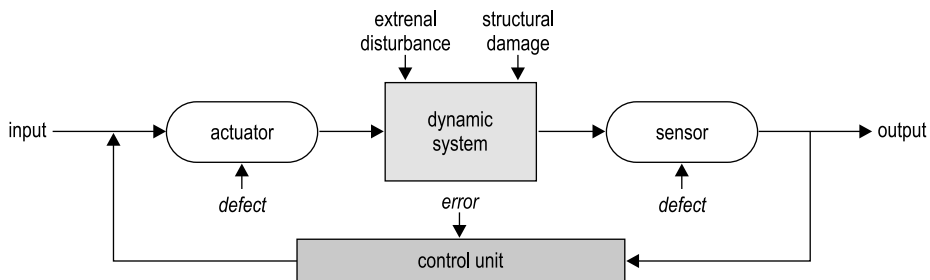 extrenal
disturbance
structural
damage
input
actuator
dynamic
system
sensor
output
defect
error
defect
control unit